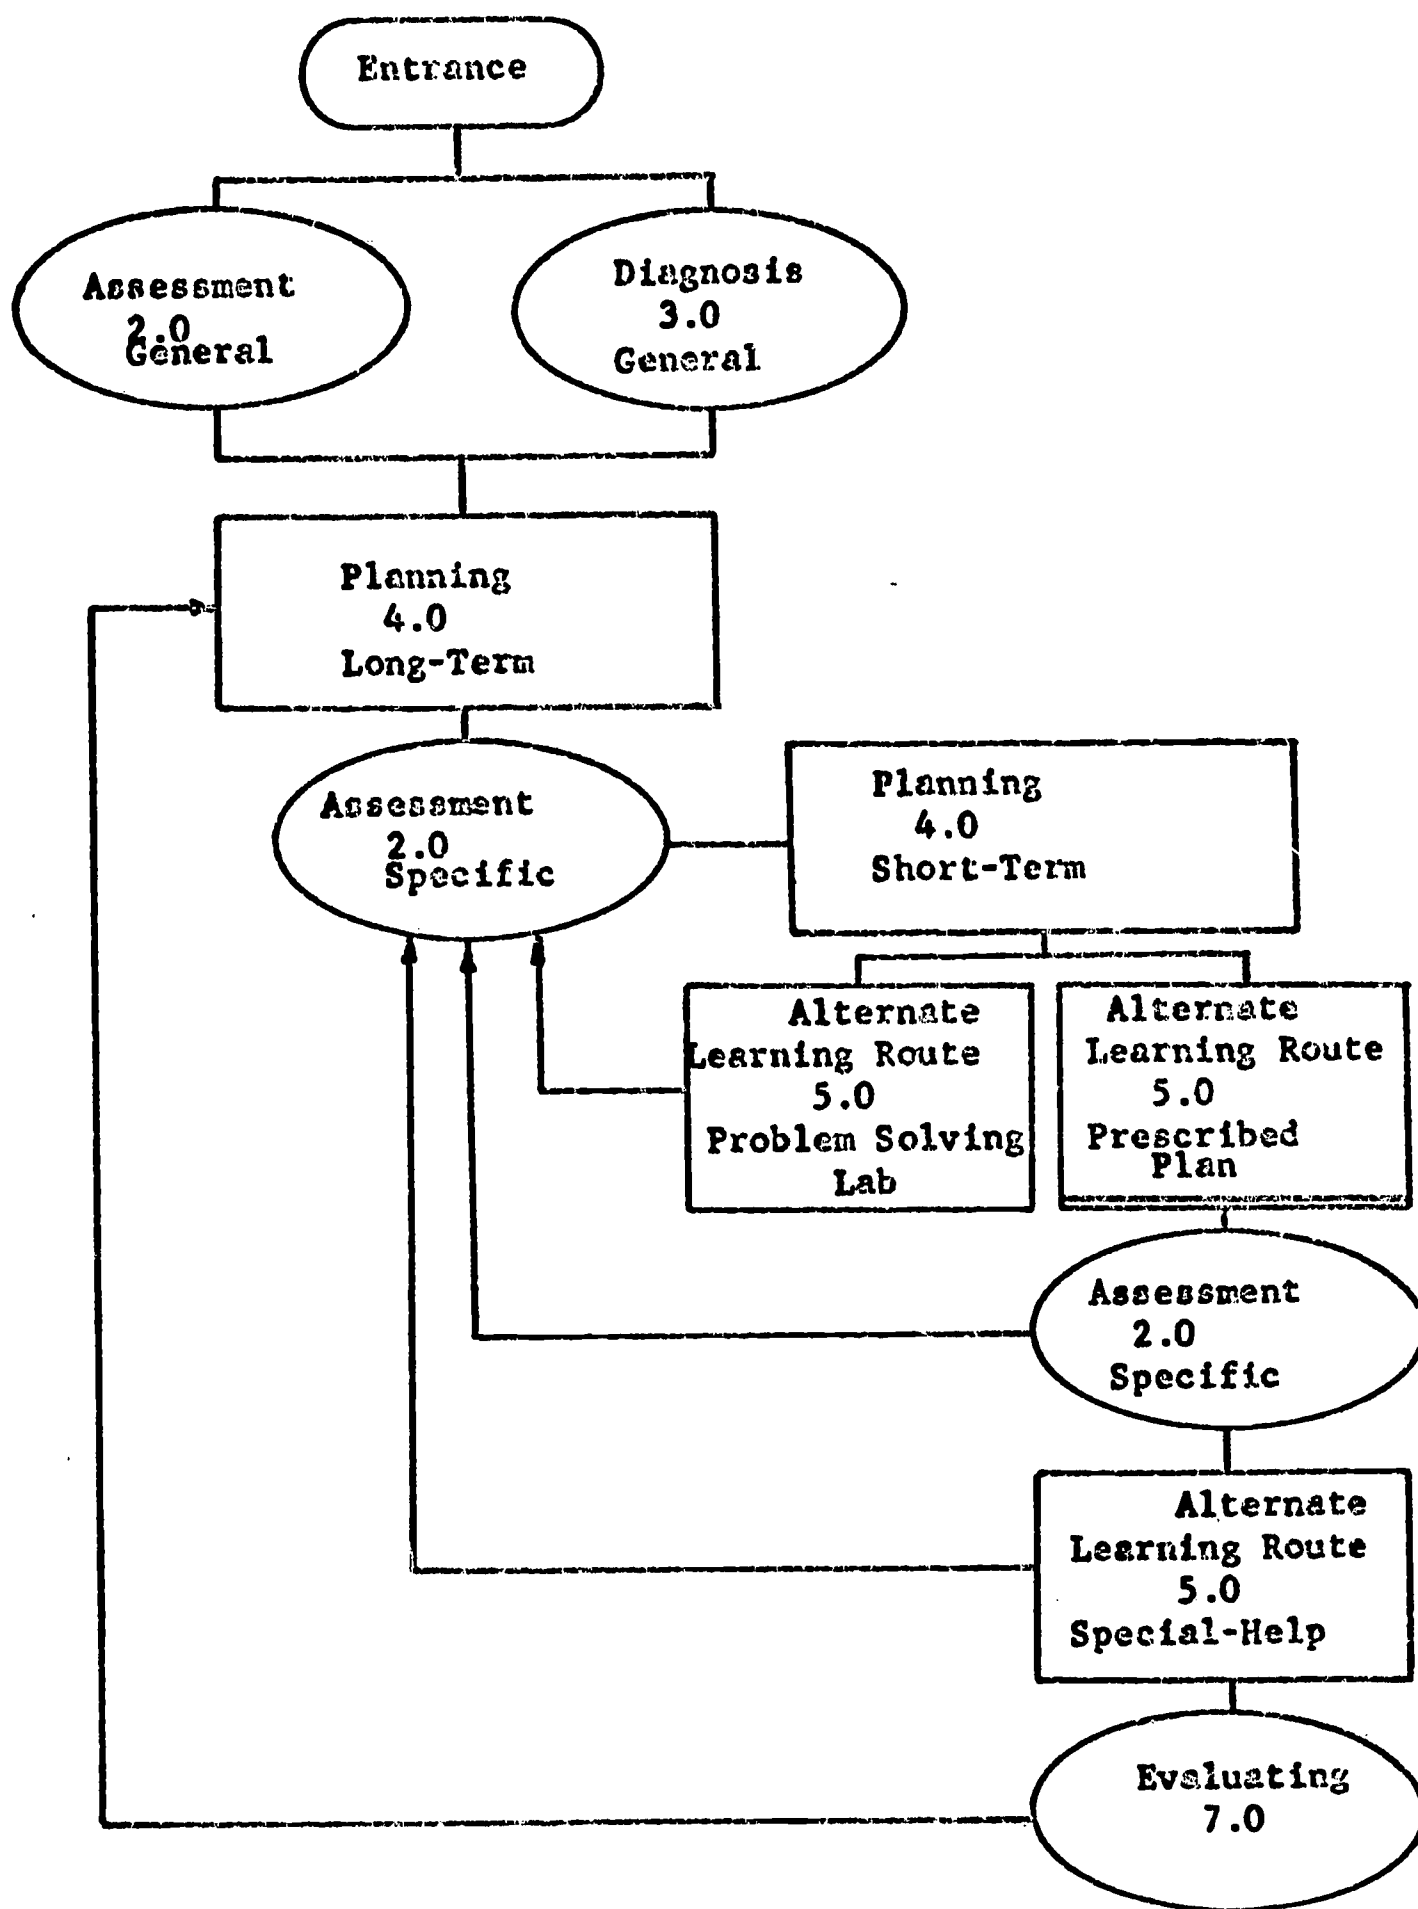 Entrance
Assessment
2.0
General
Diagnosis
3.0
General
Planning
4.0
Long-Term
Assessment
2.0
Specific
Planning
4.0
Short-Term
Alternate
Learning Route
5.0
Problem Solving
Lab
Alternate
Learning Route
5.0
Prescribed
Plan
Assessment
2.0
Specific
Alternate
Learning Route
5.0
Special-Help
Evaluating
7.0